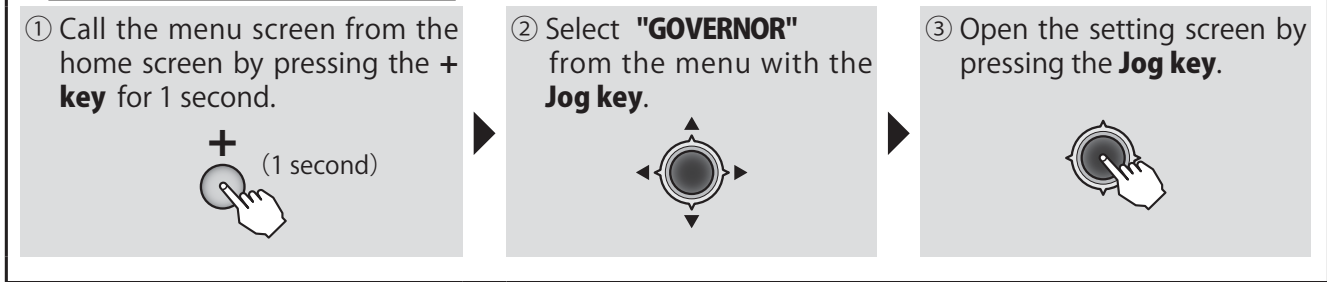 ① Call the menu screen from the
home screen by pressing the +
key for 1 second.
+
(1 second)
② Select "GOVERNOR"
from the menu with the
Jog key.
③ Open the setting screen by
pressing the Jog key.